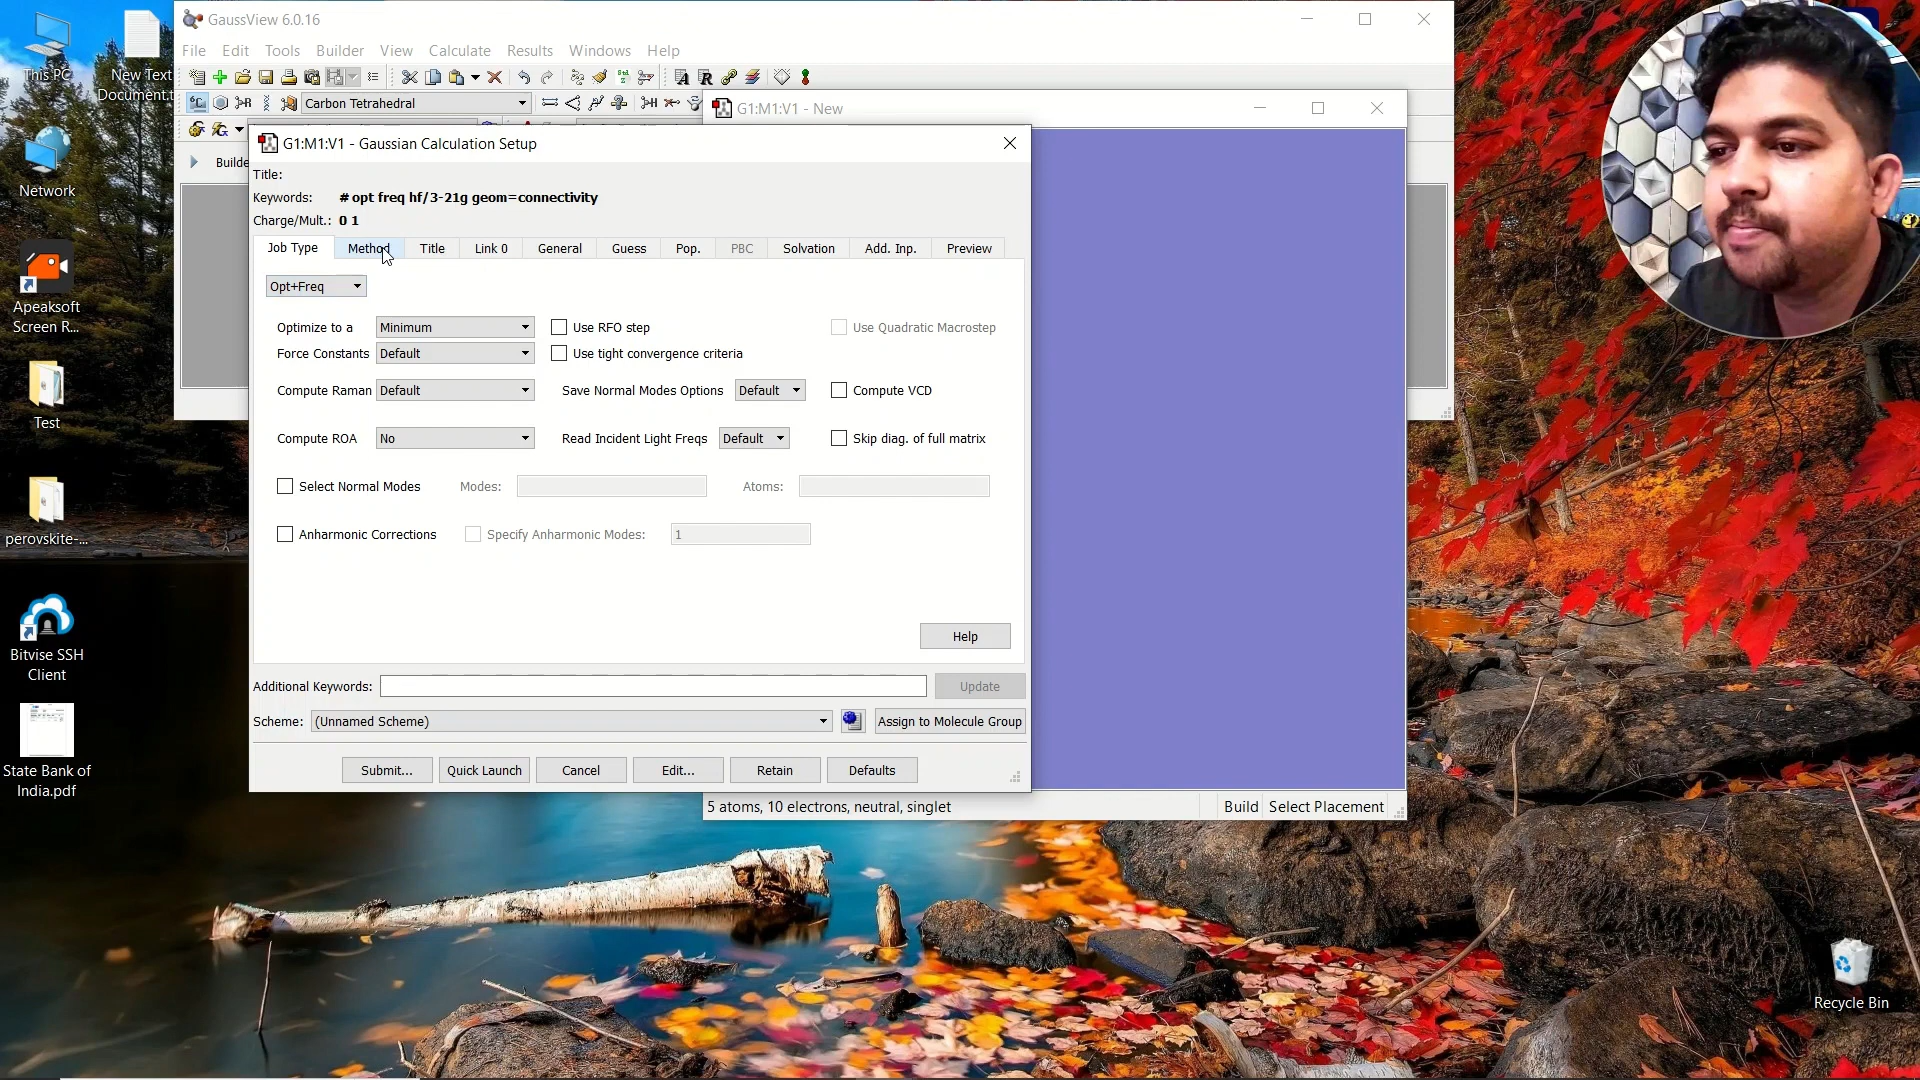 This PC
New Text
Document.t
Network
Apeaksoft
Screen R...
Test
perovskite-...
Bitvise SSH
Client
State Bank of
India.pdf
Recycle Bin
GaussView 6.0.16
File Edit Tools Builder View Calculate Results Windows Help
Carbon Tetrahedral
Builde
G1:M1:V1 - New
G1:M1:V1 - Gaussian Calculation Setup
Title:
Keywords: # opt freq hf/3-21g geom=connectivity
Charge/Mult.: 0 1
Job Type Method Title Link 0 General Guess Pop. PBC Solvation Add. Inp. Preview
Opt+Freq
Optimize to a Minimum Use RFO step Use Quadratic Macrostep
Force Constants Default Use tight convergence criteria
Compute Raman Default Save Normal Modes Options Default Compute VCD
Compute ROA No Read Incident Light Freqs Default Skip diag. of full matrix
Select Normal Modes Modes: Atoms:
Anharmonic Corrections Specify Anharmonic Modes: 1
Help
Additional Keywords: Update
Scheme: (Unnamed Scheme) Assign to Molecule Group
Submit... Quick Launch Cancel Edit... Retain Defaults
5 atoms, 10 electrons, neutral, singlet Build Select Placement